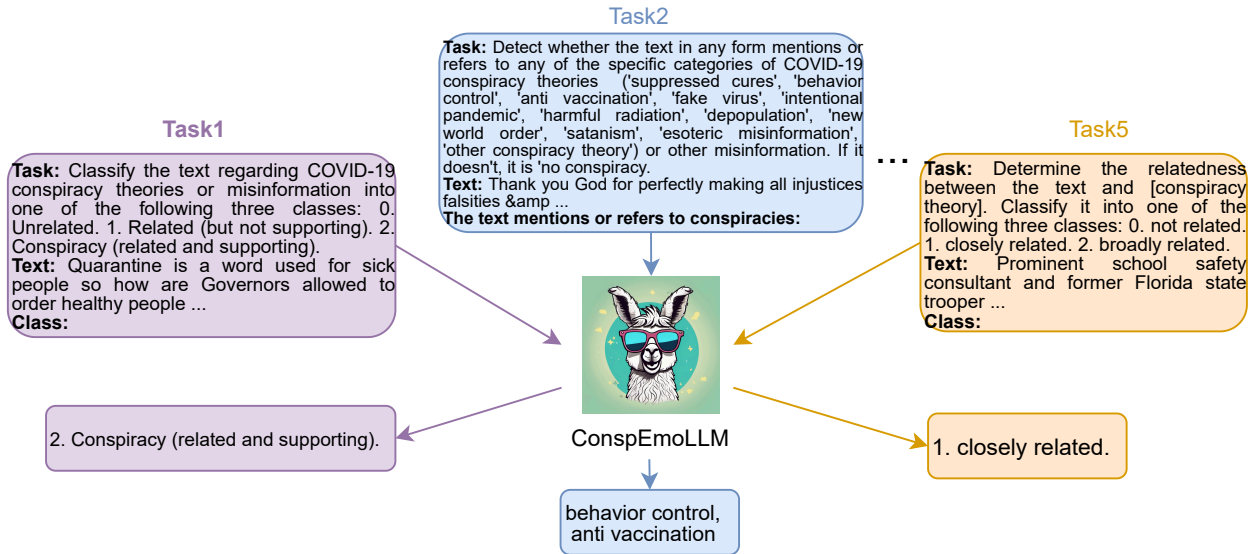 Task1
Task: Classify the text regarding COVID-19
conspiracy theories or misinformation into
one of the following three classes: 0.
Unrelated. 1. Related (but not supporting). 2.
Conspiracy (related and supporting).
Text: Quarantine is a word used for sick
people so how are Governors allowed to
order healthy people ...
Class:
Task2
Task: Detect whether the text in any form mentions or
refers to any of the specific categories of COVID-19
conspiracy theories ('suppressed cures', 'behavior
control', 'anti vaccination', 'fake virus', 'intentional
pandemic', 'harmful radiation', 'depopulation', 'new
world order', 'satanism', 'esoteric misinformation',
'other conspiracy theory') or other misinformation. If it
doesn't, it is 'no conspiracy.
Text: Thank you God for perfectly making all injustices
falsities &amp ...
The text mentions or refers to conspiracies:
...
Task5
Task: Determine the relatedness
between the text and [conspiracy
theory]. Classify it into one of the
following three classes: 0. not related.
1. closely related. 2. broadly related.
Text: Prominent school safety
consultant and former Florida state
trooper ...
Class:
ConspEmoLLM
2. Conspiracy (related and supporting).
behavior control,
anti vaccination
1. closely related.